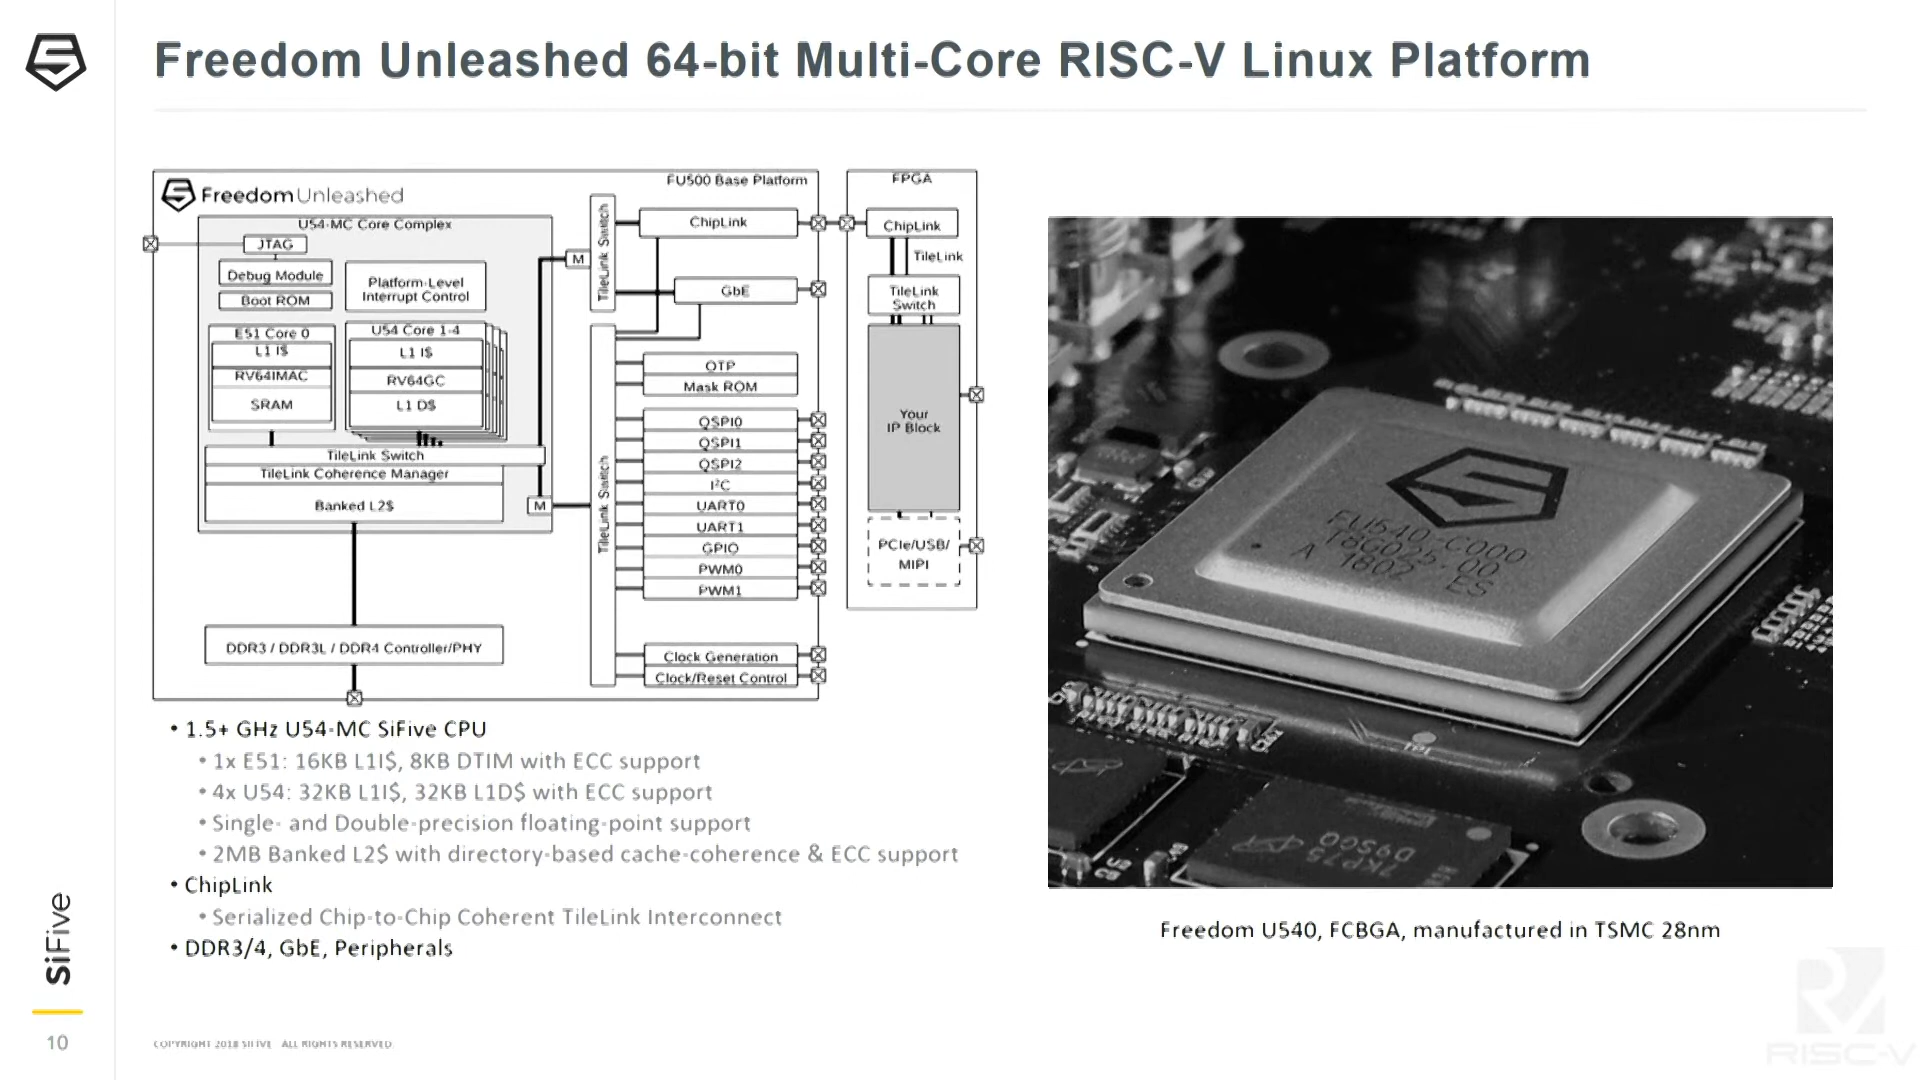 Freedom Unleashed 64-bit Multi-Core RISC-V Linux Platform
Freedom Unleashed
FU500 Base Platform
U54-MC Core Complex
JTAG
Debug Module
Boot ROM
Platform-Level
Interrupt Control
E51 Core 0
L1 I$
RV64IMAC
SRAM
U54 Core 1-4
L1 I$
RV64GC
L1 D$
TileLink Switch
TileLink Coherence Manager
Banked L2$
M
M
DDR3 / DDR3L / DDR4 Controller/PHY
TileLink Switch
TileLink Switch
ChipLink
GbE
OTP
Mask ROM
QSPI0
QSPI1
QSPI2
I²C
UART0
UART1
GPIO
PWM0
PWM1
Clock Generation
Clock/Reset Control
FPGA
ChipLink
TileLink
TileLink
Switch
Your
IP Block
PCIe/USB/
MIPI
• 1.5+ GHz U54-MC SiFive CPU
• 1x E51: 16KB L1I$, 8KB DTIM with ECC support
• 4x U54: 32KB L1I$, 32KB L1D$ with ECC support
• Single- and Double-precision floating-point support
• 2MB Banked L2$ with directory-based cache-coherence & ECC support
• ChipLink
• Serialized Chip-to-Chip Coherent TileLink Interconnect
• DDR3/4, GbE, Peripherals
FU540-C000
T8G025-00
A 1802 ES
7KP75
D9SCQ
Freedom U540, FCBGA, manufactured in TSMC 28nm
SiFive
10
COPYRIGHT 2018 SIFIVE ALL RIGHTS RESERVED
RISC-V